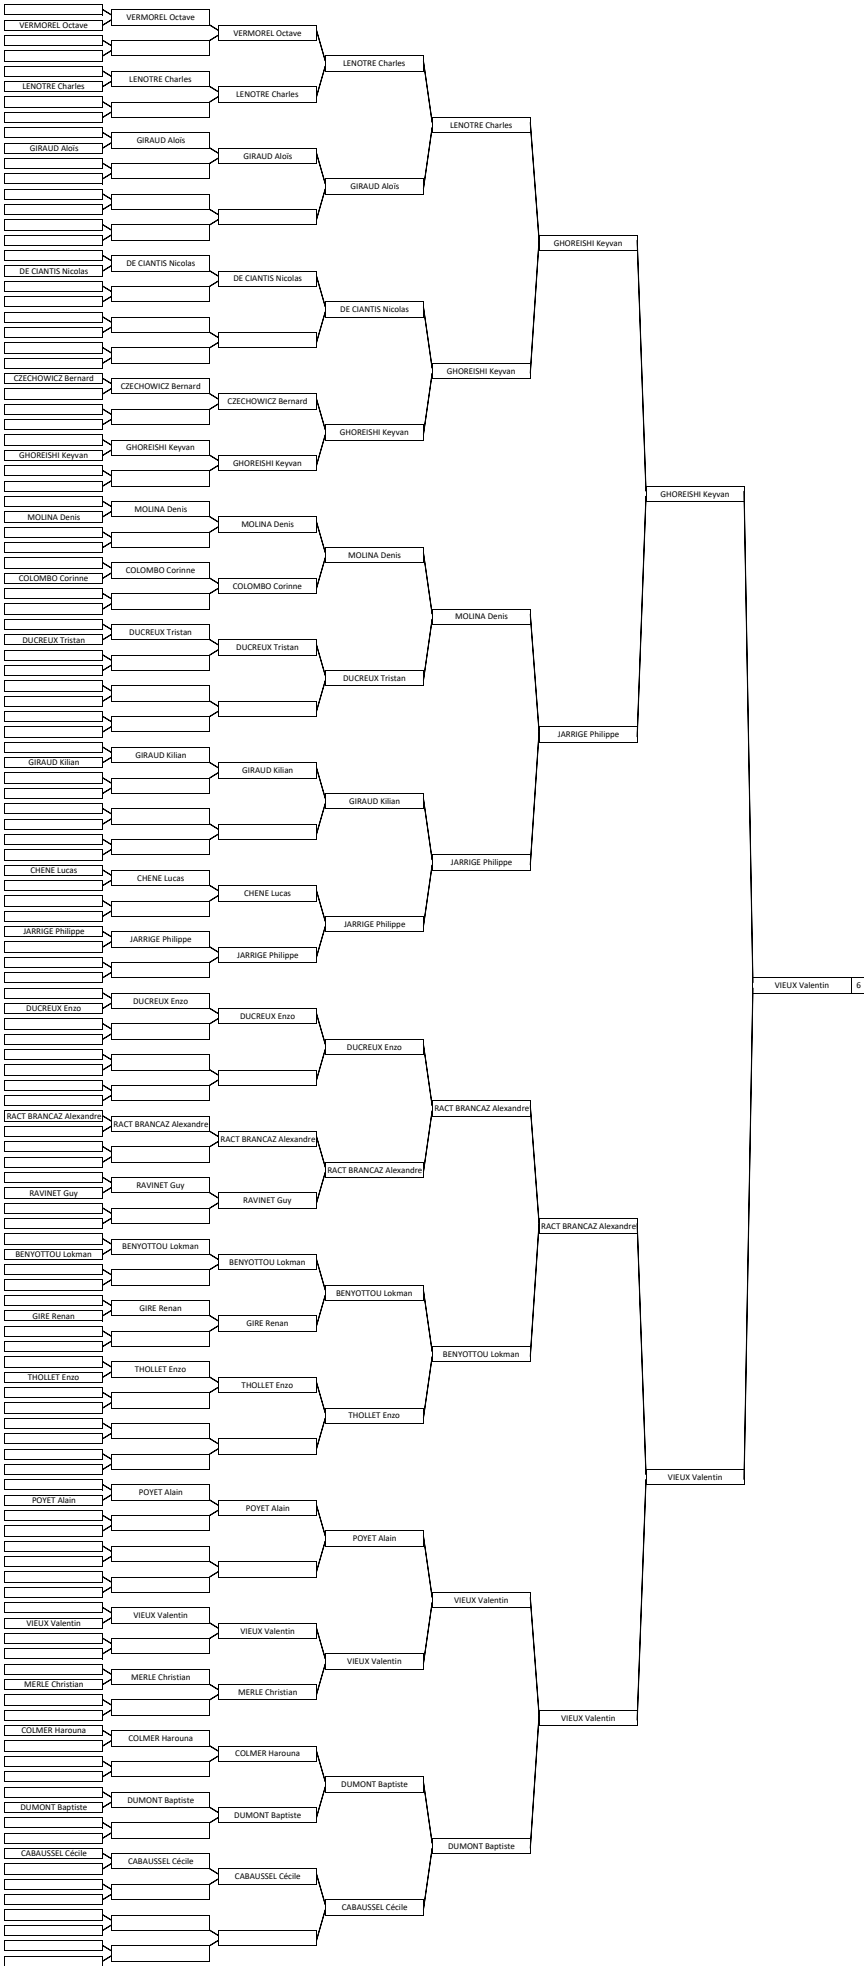 VERMOREL Octave
VERMOREL Octave
VERMOREL Octave
LENOTRE Charles
LENOTRE Charles
LENOTRE Charles
LENOTRE Charles
LENOTRE Charles
GIRAUD Aloïs
GIRAUD Aloïs
GIRAUD Aloïs
GIRAUD Aloïs
GHOREISHI Keyvan
DE CIANTIS Nicolas
DE CIANTIS Nicolas
DE CIANTIS Nicolas
DE CIANTIS Nicolas
GHOREISHI Keyvan
CZECHOWICZ Bernard
CZECHOWICZ Bernard
CZECHOWICZ Bernard
GHOREISHI Keyvan
GHOREISHI Keyvan
GHOREISHI Keyvan
GHOREISHI Keyvan
GHOREISHI Keyvan
MOLINA Denis
MOLINA Denis
MOLINA Denis
MOLINA Denis
COLOMBO Corinne
COLOMBO Corinne
COLOMBO Corinne
MOLINA Denis
DUCREUX Tristan
DUCREUX Tristan
DUCREUX Tristan
DUCREUX Tristan
JARRIGE Philippe
GIRAUD Kilian
GIRAUD Kilian
GIRAUD Kilian
GIRAUD Kilian
JARRIGE Philippe
CHENE Lucas
CHENE Lucas
CHENE Lucas
JARRIGE Philippe
JARRIGE Philippe
JARRIGE Philippe
JARRIGE Philippe
VIEUX Valentin 6
DUCREUX Enzo
DUCREUX Enzo
DUCREUX Enzo
DUCREUX Enzo
RACT BRANCAZ Alexandre
RACT BRANCAZ Alexandre
RACT BRANCAZ Alexandre
RACT BRANCAZ Alexandre
RACT BRANCAZ Alexandre
RAVINET Guy
RAVINET Guy
RAVINET Guy
RACT BRANCAZ Alexandre
BENYOTTOU Lokman
BENYOTTOU Lokman
BENYOTTOU Lokman
BENYOTTOU Lokman
GIRE Renan
GIRE Renan
GIRE Renan
BENYOTTOU Lokman
THOLLET Enzo
THOLLET Enzo
THOLLET Enzo
THOLLET Enzo
VIEUX Valentin
POYET Alain
POYET Alain
POYET Alain
POYET Alain
VIEUX Valentin
VIEUX Valentin
VIEUX Valentin
VIEUX Valentin
VIEUX Valentin
MERLE Christian
MERLE Christian
MERLE Christian
VIEUX Valentin
COLMER Harouna
COLMER Harouna
COLMER Harouna
DUMONT Baptiste
DUMONT Baptiste
DUMONT Baptiste
DUMONT Baptiste
DUMONT Baptiste
CABAUSSEL Cécile
CABAUSSEL Cécile
CABAUSSEL Cécile
CABAUSSEL Cécile